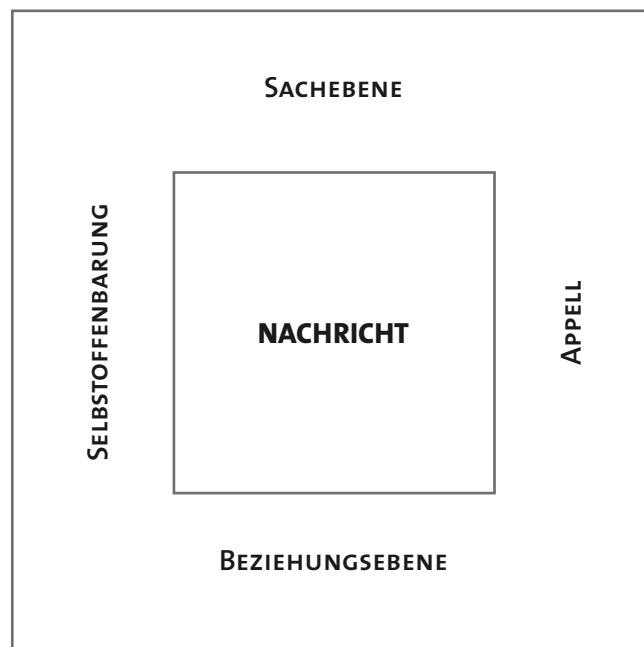 Sachebene
Selbstoffenbarung
NACHRICHT
Appell
Beziehungsebene